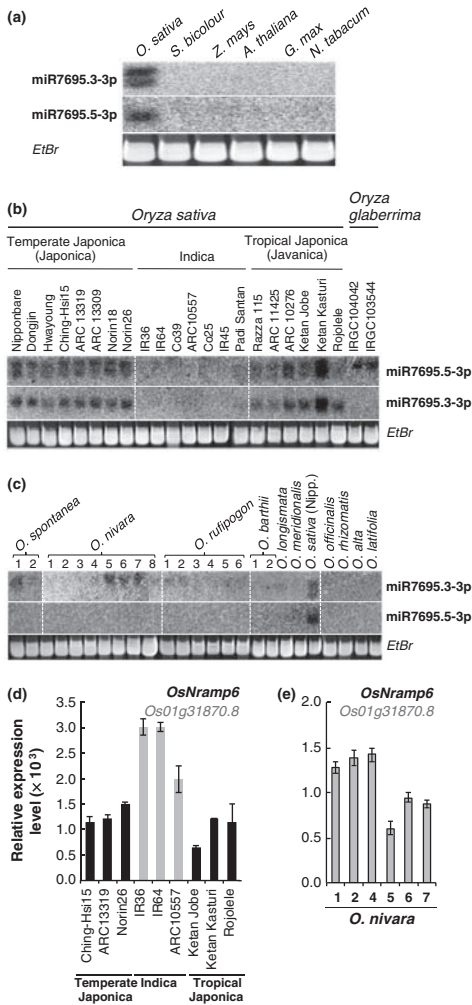 (a)
O. sativa
S. bicolour
Z. mays
A. thaliana
G. max
N. tabacum
miR7695.3-3p
miR7695.5-3p
EtBr
(b)
Oryza sativa
Oryza glaberrima
Temperate Japonica (Japonica)
Indica
Tropical Japonica (Javanica)
Nipponbare
Dongjin
Hwayoung
Ching-Hsi15
ARC 13319
ARC 13309
Norin18
Norin26
IR36
IR64
Co39
ARC10557
Co25
IR45
Padi Santan
Razza 115
ARC 11425
ARC 10276
Ketan Jobe
Ketan Kasturi
Rojolele
IRGC104042
IRGC103544
miR7695.5-3p
miR7695.3-3p
EtBr
(c)
O. spontanea
O. nivara
O. rufipogon
O. barthii
O. longismata
O. meridionalis
O. sativa (Nipp.)
O. officinalis
O. rhizomatis
O. alta
O. latifolia
1 2 1 2 3 4 5 6 7 8 1 2 3 4 5 6 1 2
miR7695.3-3p
miR7695.5-3p
EtBr
(d)
OsNramp6
Os01g31870.8
Relative expression level (× 10³)
3.5
3.0
2.5
2.0
1.5
1.0
0.5
0.0
Ching-Hsi15
ARC13319
Norin26
IR36
IR64
ARC10557
Ketan Jobe
Ketan Kasturi
Rojolele
Temperate Japonica
Indica
Tropical Japonica
(e)
OsNramp6
Os01g31870.8
2.0
1.5
1.0
0.5
0.0
1 2 4 5 6 7
O. nivara